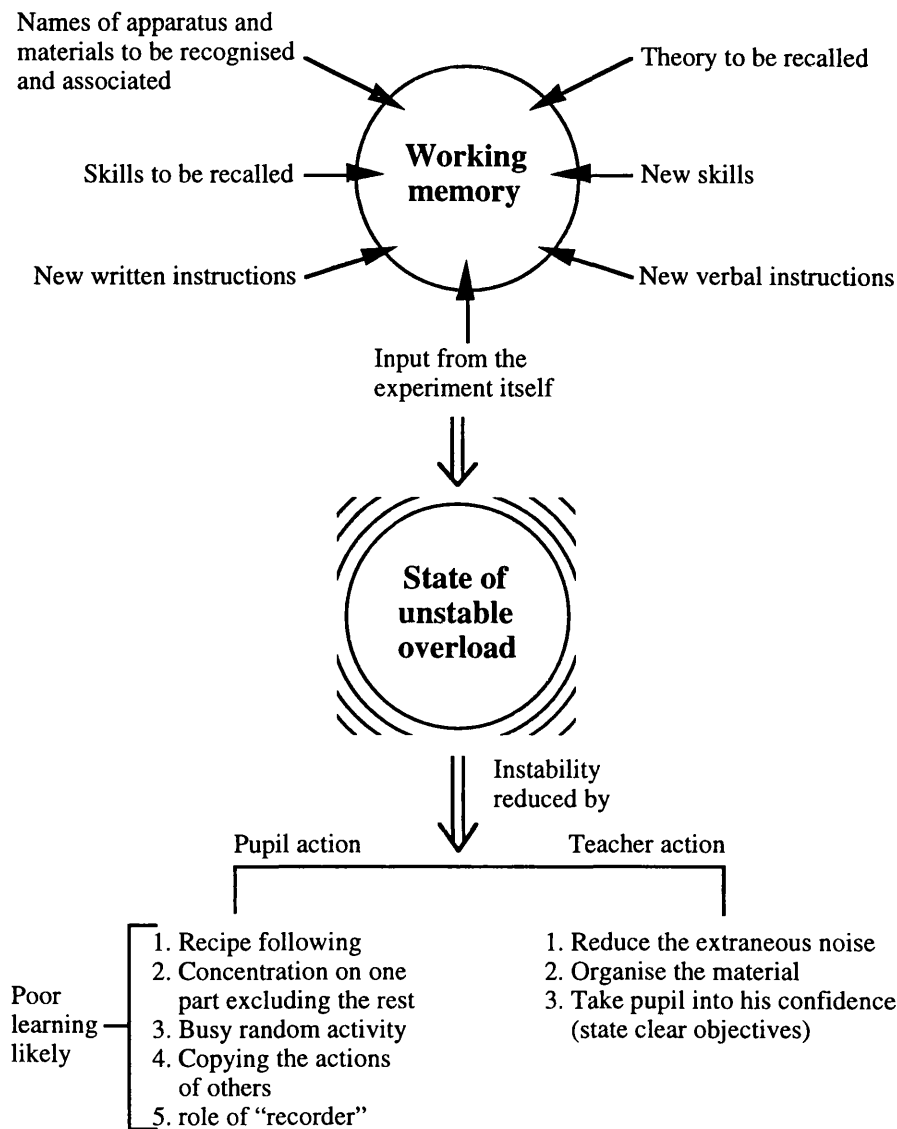 Names of apparatus and
materials to be recognised
and associated
Theory to be recalled
Working
memory
Skills to be recalled
New skills
New written instructions
New verbal instructions
Input from the
experiment itself
State of
unstable
overload
Instability
reduced by
Pupil action
Teacher action
Poor
learning
likely
1. Recipe following
2. Concentration on one
part excluding the rest
3. Busy random activity
4. Copying the actions
of others
5. role of “recorder”
1. Reduce the extraneous noise
2. Organise the material
3. Take pupil into his confidence
(state clear objectives)